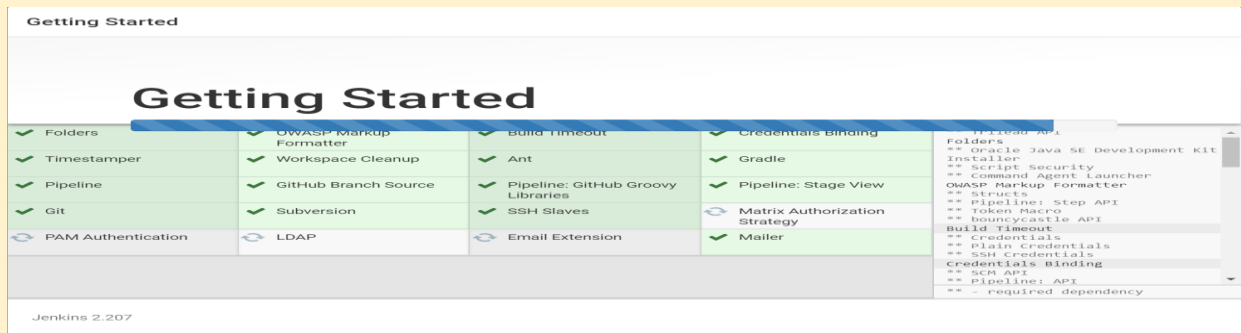 Getting Started
Getting Started
Folders
OWASP Markup
Formatter
Build Timeout
Credentials Binding
Timestamper
Workspace Cleanup
Ant
Gradle
Pipeline
GitHub Branch Source
Pipeline: GitHub Groovy
Libraries
Pipeline: Stage View
Git
Subversion
SSH Slaves
Matrix Authorization
Strategy
PAM Authentication
LDAP
Email Extension
Mailer
** Trilead API
Folders
** Oracle Java SE Development Kit
Installer
** Script Security
** Command Agent Launcher
OWASP Markup Formatter
** Structs
** Pipeline: Step API
** Token Macro
** bouncycastle API
Build Timeout
** Credentials
** Plain Credentials
** SSH Credentials
Credentials Binding
** SCM API
** Pipeline: API
** - required dependency
Jenkins 2.207